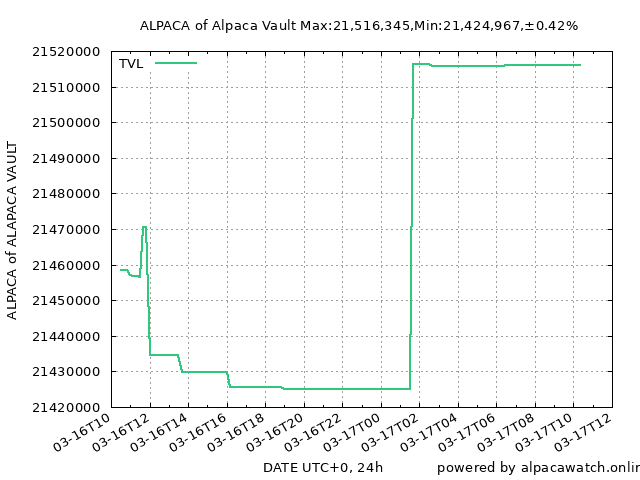 ALPACA of Alpaca Vault Max:21,516,345,Min:21,424,967,±0.42%
TVL
21520000
21510000
21500000
21490000
21480000
21470000
21460000
21450000
21440000
21430000
21420000
ALPACA of ALAPACA VAULT
03-16T10
03-16T12
03-16T14
03-16T16
03-16T18
03-16T20
03-16T22
03-17T00
03-17T02
03-17T04
03-17T06
03-17T08
03-17T10
03-17T12
DATE UTC+0, 24h
powered by alpacawatch.onlin